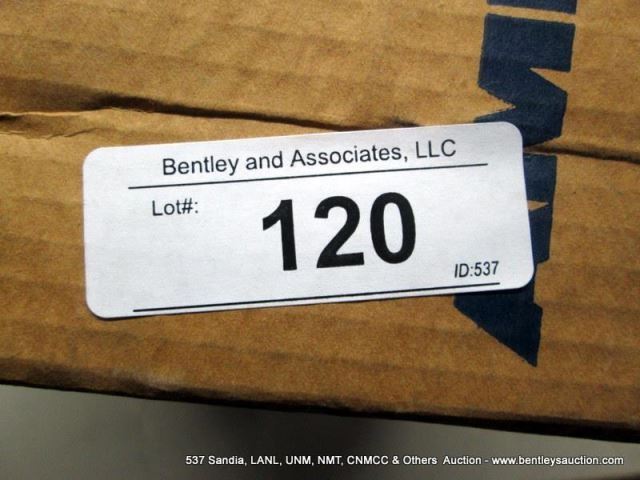 Bentley and Associates, LLC
Lot#:
120
ID:537
537 Sandia, LANL, UNM, NMT, CNMCC & Others Auction - www.bentleysauction.com